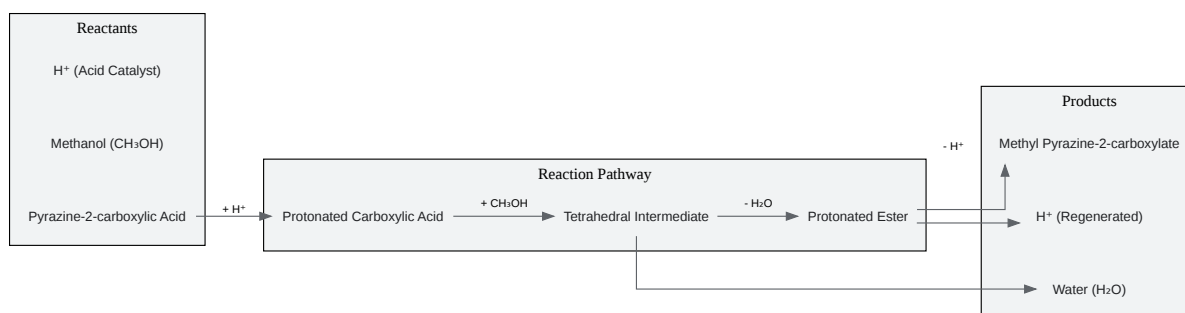 Reactants
H⁺ (Acid Catalyst)
Methanol (CH₃OH)
Pyrazine-2-carboxylic Acid
+ H⁺
Reaction Pathway
Protonated Carboxylic Acid
+ CH₃OH
Tetrahedral Intermediate
- H₂O
Protonated Ester
- H⁺
Products
Methyl Pyrazine-2-carboxylate
H⁺ (Regenerated)
Water (H₂O)